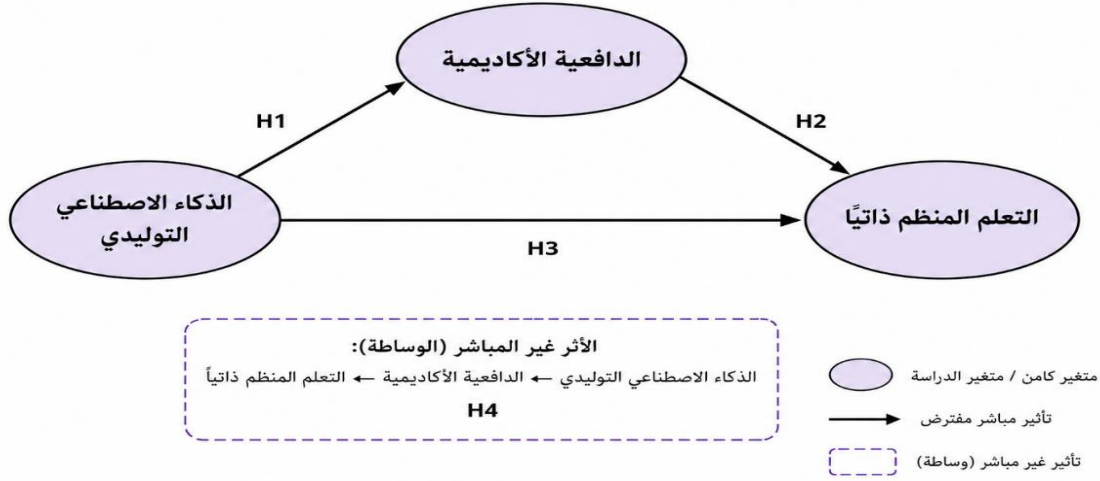 الدافعية الأكاديمية
H1
H2
الذكاء الاصطناعي
التوليدي
التعلم المنظم ذاتيًا
H3
الأثر غير المباشر (الوساطة):
الذكاء الاصطناعي التوليدي ← الدافعية الأكاديمية ← التعلم المنظم ذاتياً
H4
متغير كامن / متغير الدراسة
تأثير مباشر مفترض
تأثير غير مباشر (وساطة)